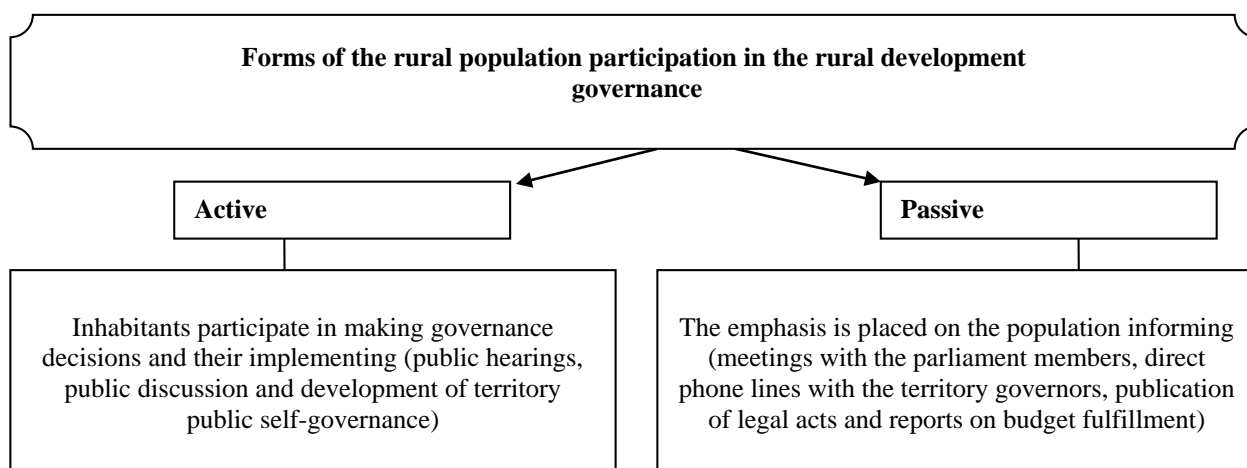 Forms of the rural population participation in the rural development
governance
Active
Passive
Inhabitants participate in making governance
decisions and their implementing (public hearings,
public discussion and development of territory
public self-governance)
The emphasis is placed on the population informing
(meetings with the parliament members, direct
phone lines with the territory governors, publication
of legal acts and reports on budget fulfillment)